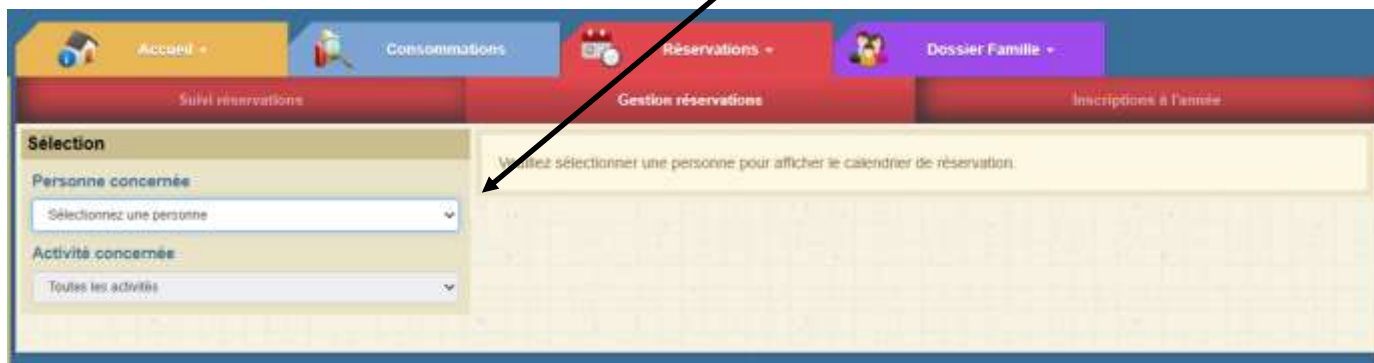 Accueil
Consommations
Réservations
Dossier Famille
Suivi réservations
Gestion réservations
Inscriptions à l'année
Sélection
Personne concernée
Sélectionnez une personne
Activité concernée
Toutes les activités
Veuillez sélectionner une personne pour afficher le calendrier de réservation.